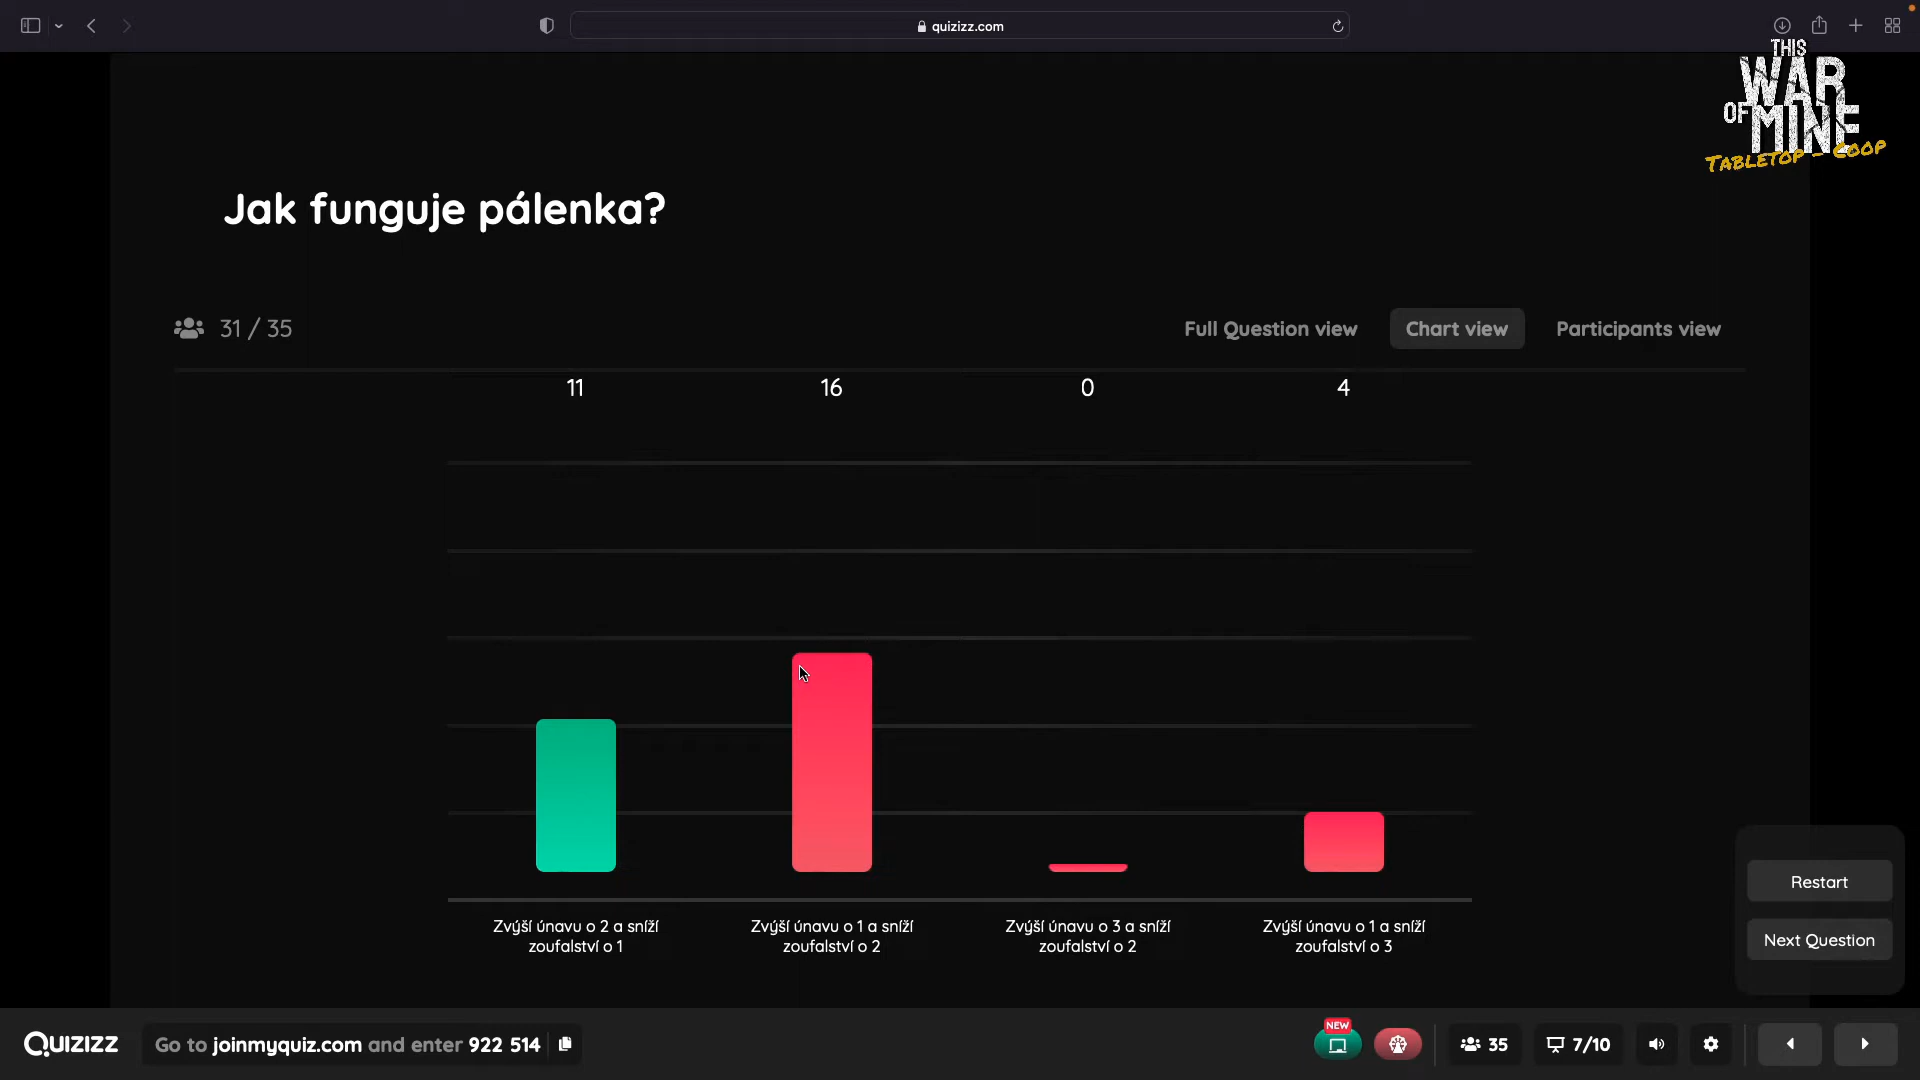 quizizz.com
THIS
WAR
OF MINE
TABLETOP - COOP
Jak funguje pálenka?
31 / 35
Full Question view
Chart view
Participants view
11
16
0
4
Zvýší únavu o 2 a sníží
zoufalství o 1
Zvýší únavu o 1 a sníží
zoufalství o 2
Zvýší únavu o 3 a sníží
zoufalství o 2
Zvýší únavu o 1 a sníží
zoufalství o 3
Restart
Next Question
QUIZIZZ
Go to joinmyquiz.com and enter 922 514
NEW
35
7/10